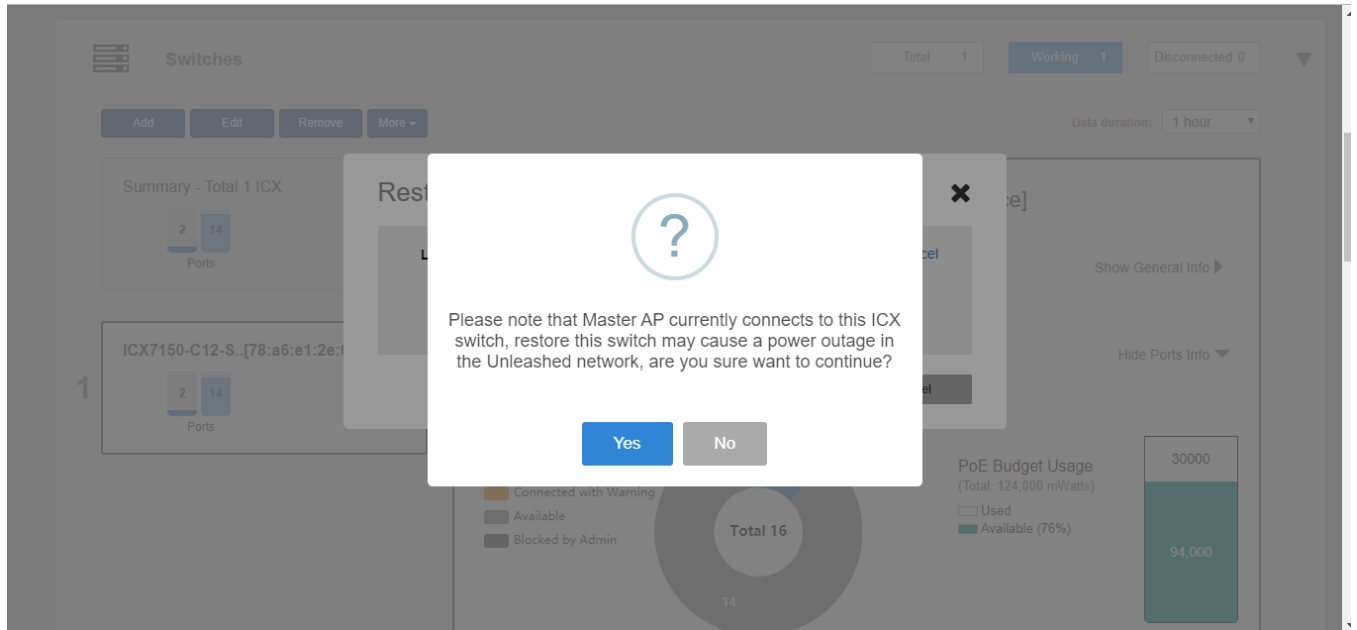 Switches
Total 1
Working 1
Disconnected 0
Add
Edit
Remove
More
Data duration: 1 hour
Summary - Total 1 ICX
2
14
Ports
Rest
ce]
L
cel
Show General Info
?
Please note that Master AP currently connects to this ICX
switch, restore this switch may cause a power outage in
the Unleashed network, are you sure want to continue?
Yes
No
1
ICX7150-C12-S..[78:a6:e1:2e:
2
14
Ports
Hide Ports Info
el
Connected with Warning
Available
Blocked by Admin
Total 16
14
PoE Budget Usage
(Total: 124,000 mWatts)
Used
Available (76%)
30000
94,000